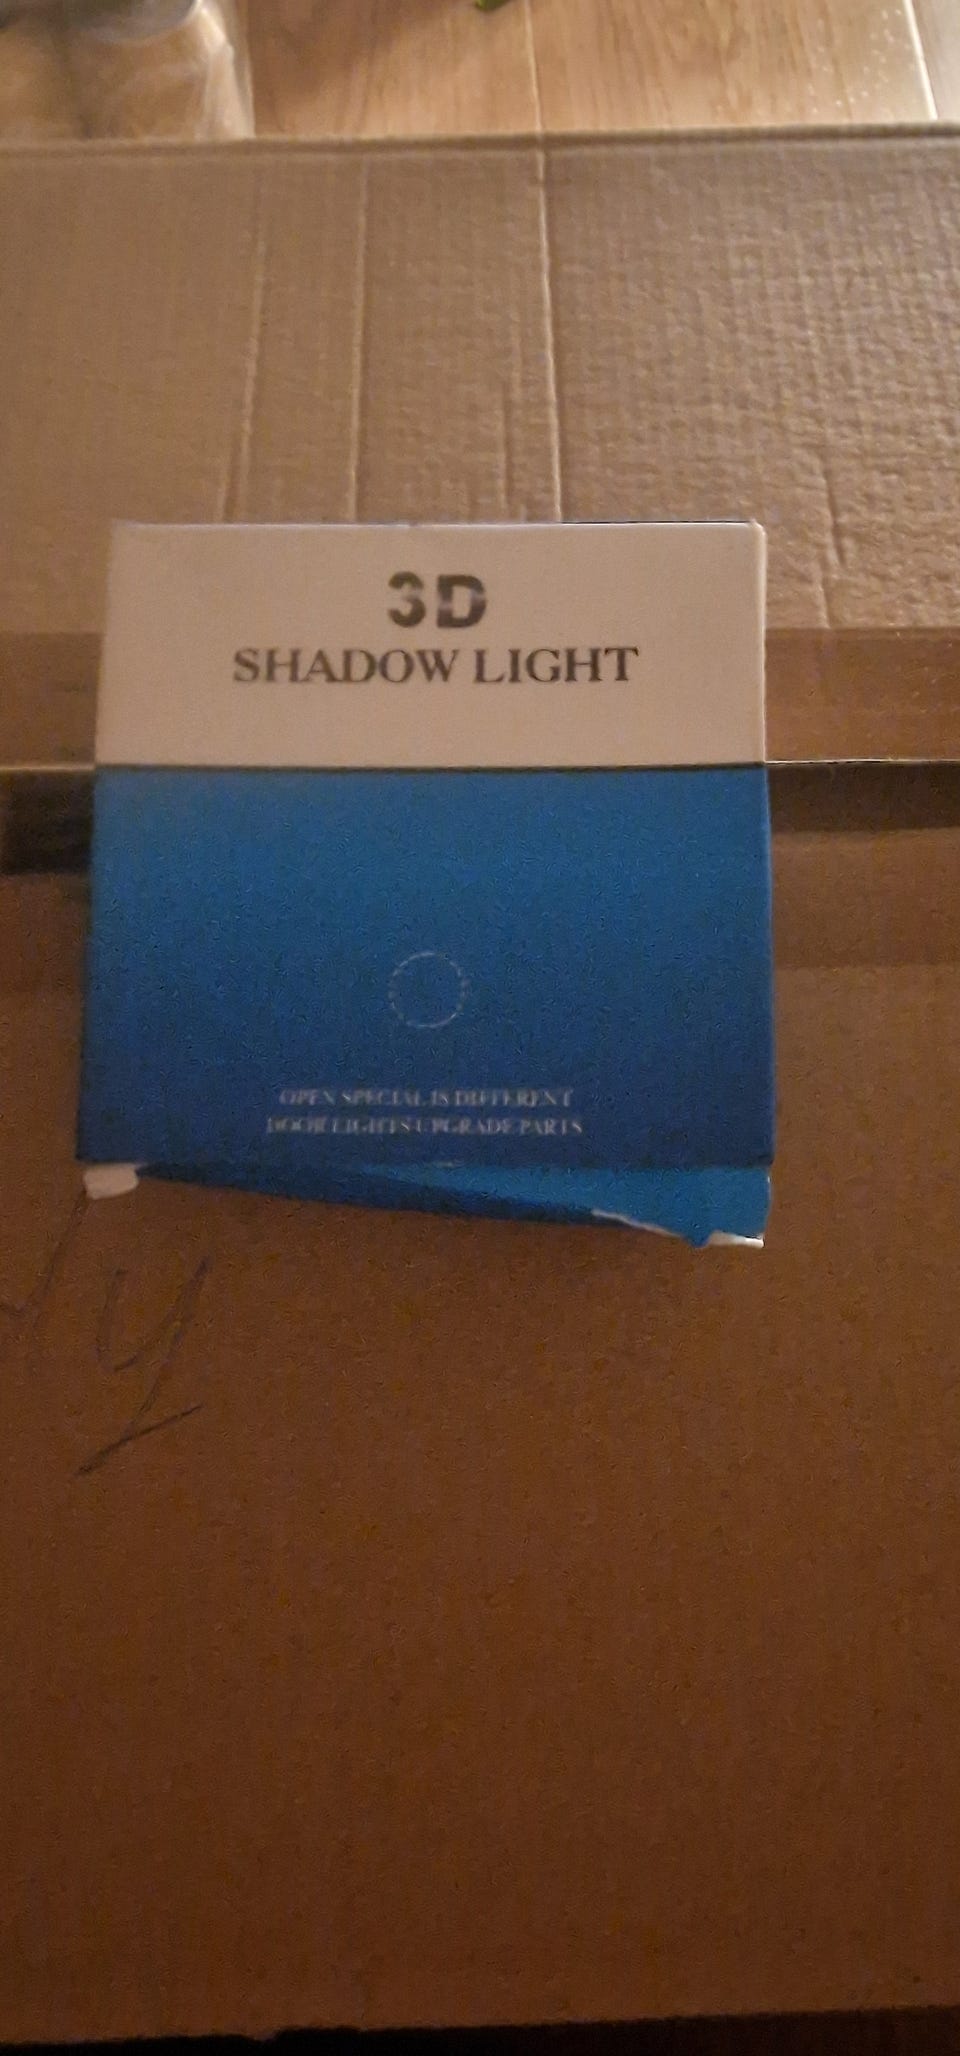 3D
SHADOW LIGHT
OPEN SPECIAL IS DIFFERENT
DOOR LIGHTS UPGRADE PARTS